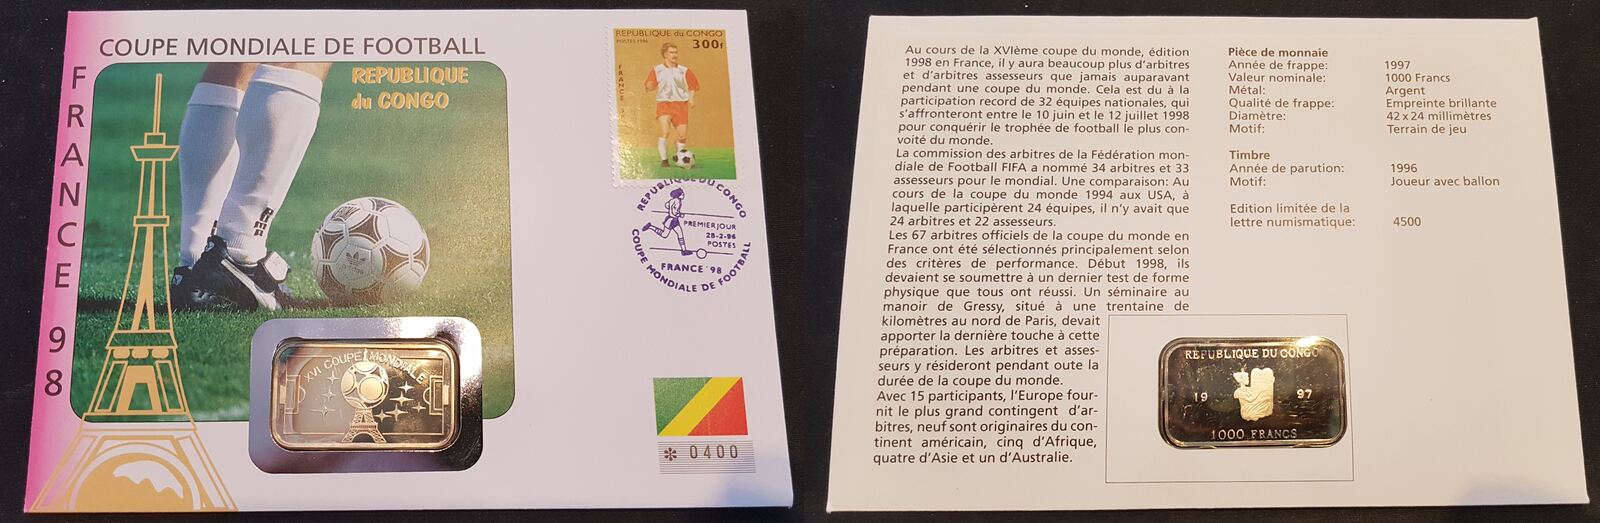 COUPE MONDIALE DE FOOTBALL
FRANCE 98
REPUBLIQUE
du CONGO
REPUBLIQUE du CONGO
POSTES 1996
300f
FRANCE
REPUBLIQUE DU CONGO
PREMIER JOUR
28-2-96
POSTES
FRANCE '98
COUPE MONDIALE DE FOOTBALL
XVI COUPE MONDIALE
* 0400
Au cours de la XVIème coupe du monde, édition
1998 en France, il y aura beaucoup plus d'arbitres
et d'arbitres assesseurs que jamais auparavant
pendant une coupe du monde. Cela est du à la
participation record de 32 équipes nationales, qui
s'affronteront entre le 10 juin et le 12 juillet 1998
pour conquérir le trophée de football le plus con-
voité du monde.
La commission des arbitres de la Fédération mon-
diale de Football FIFA a nommé 34 arbitres et 33
assesseurs pour le mondial. Une comparaison: Au
cours de la coupe du monde 1994 aux USA, à
laquelle participèrent 24 équipes, il n'y avait que
24 arbitres et 22 assesseurs.
Les 67 arbitres officiels de la coupe du monde en
France ont été sélectionnés principalement selon
des critères de performance. Début 1998, ils
devaient se soumettre à un dernier test de forme
physique que tous ont réussi. Un séminaire au
manoir de Gressy, situé à une trentaine de
kilomètres au nord de Paris, devait
apporter la dernière touche à cette
préparation. Les arbitres et asses-
seurs y résideront pendant oute la
durée de la coupe du monde.
Avec 15 participants, l'Europe four-
nit le plus grand contingent d'ar-
bitres, neuf sont originaires du con-
tinent américain, cinq d'Afrique,
quatre d'Asie et un d'Australie.
Pièce de monnaie
Année de frappe: 1997
Valeur nominale: 1000 Francs
Métal: Argent
Qualité de frappe: Empreinte brillante
Diamètre: 42 x 24 millimètres
Motif: Terrain de jeu
Timbre
Année de parution: 1996
Motif: Joueur avec ballon
Edition limitée de la
lettre numismatique: 4500
REPUBLIQUE DU CONGO
19 97
1000 FRANCS